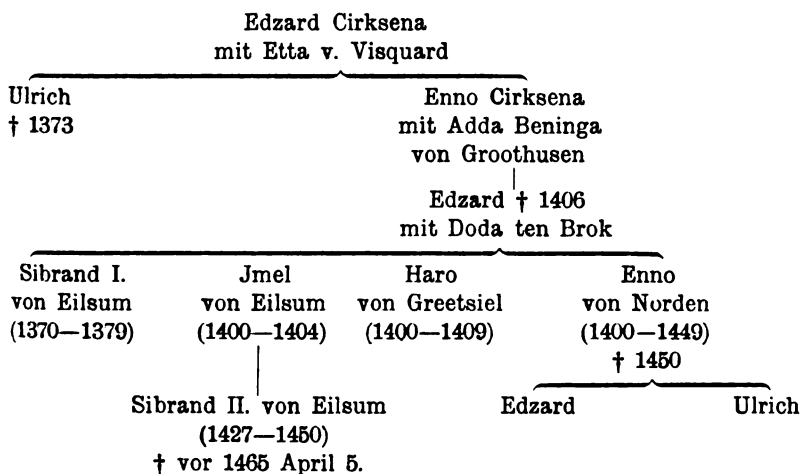 Edzard Cirksena
mit Etta v. Visquard
Ulrich
† 1373
Enno Cirksena
mit Adda Beninga
von Groothusen
Edzard † 1406
mit Doda ten Brok
Sibrand I.
von Eilsum
(1370—1379)
Jmel
von Eilsum
(1400—1404)
Haro
von Greetsiel
(1400—1409)
Enno
von Norden
(1400—1449)
† 1450
Sibrand II. von Eilsum
(1427—1450)
† vor 1465 April 5.
Edzard
Ulrich